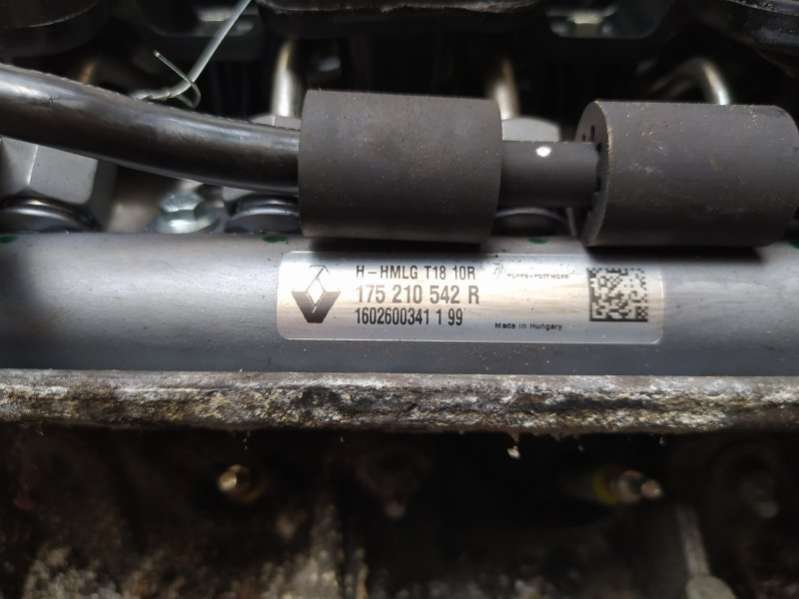 H-HMLG T18 10R
175 210 542 R
1602600341 1 99
Made in Hungary